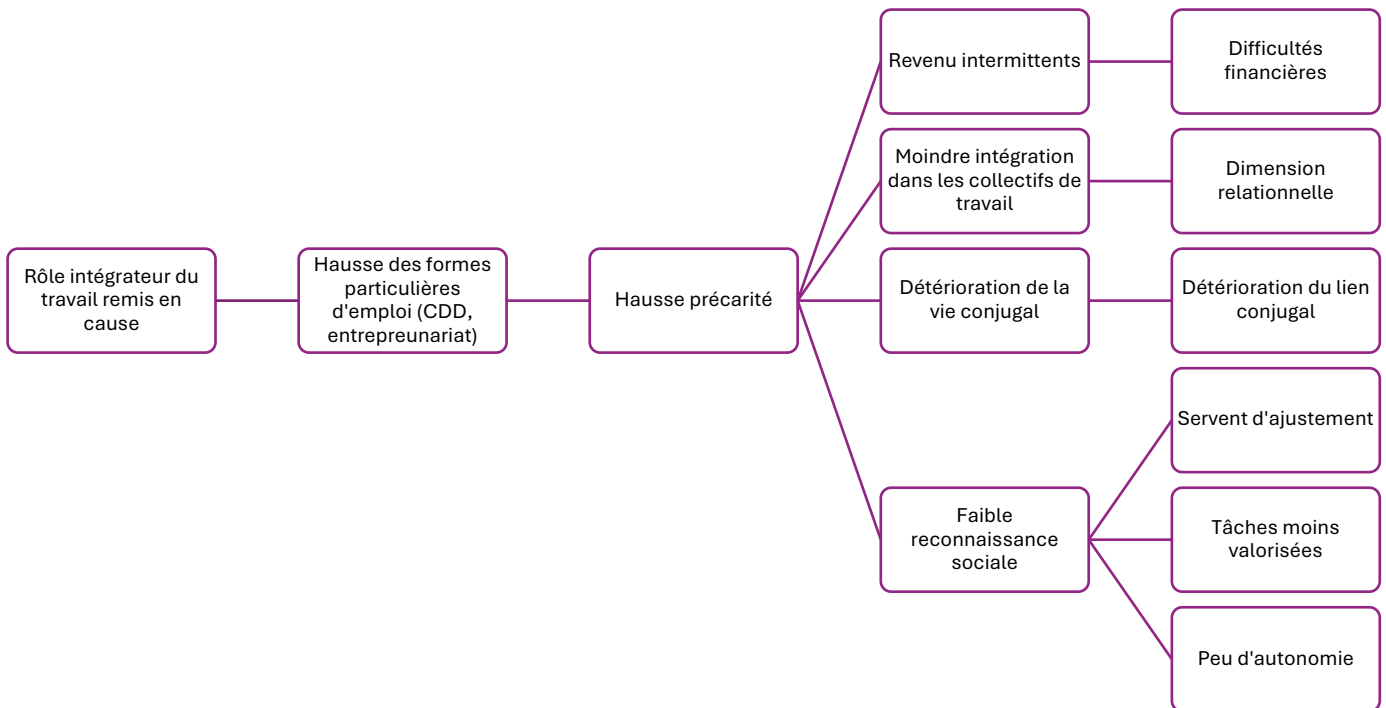 Rôle intégrateur du
travail remis en
cause
Hausse des formes
particulières
d'emploi (CDD,
entrepreunariat)
Hausse précarité
Revenu intermittents
Difficultés
financières
Moindre intégration
dans les collectifs de
travail
Dimension
relationnelle
Détérioration de la
vie conjugal
Détérioration du lien
conjugal
Faible
reconnaissance
sociale
Servent d'ajustement
Tâches moins
valorisées
Peu d'autonomie